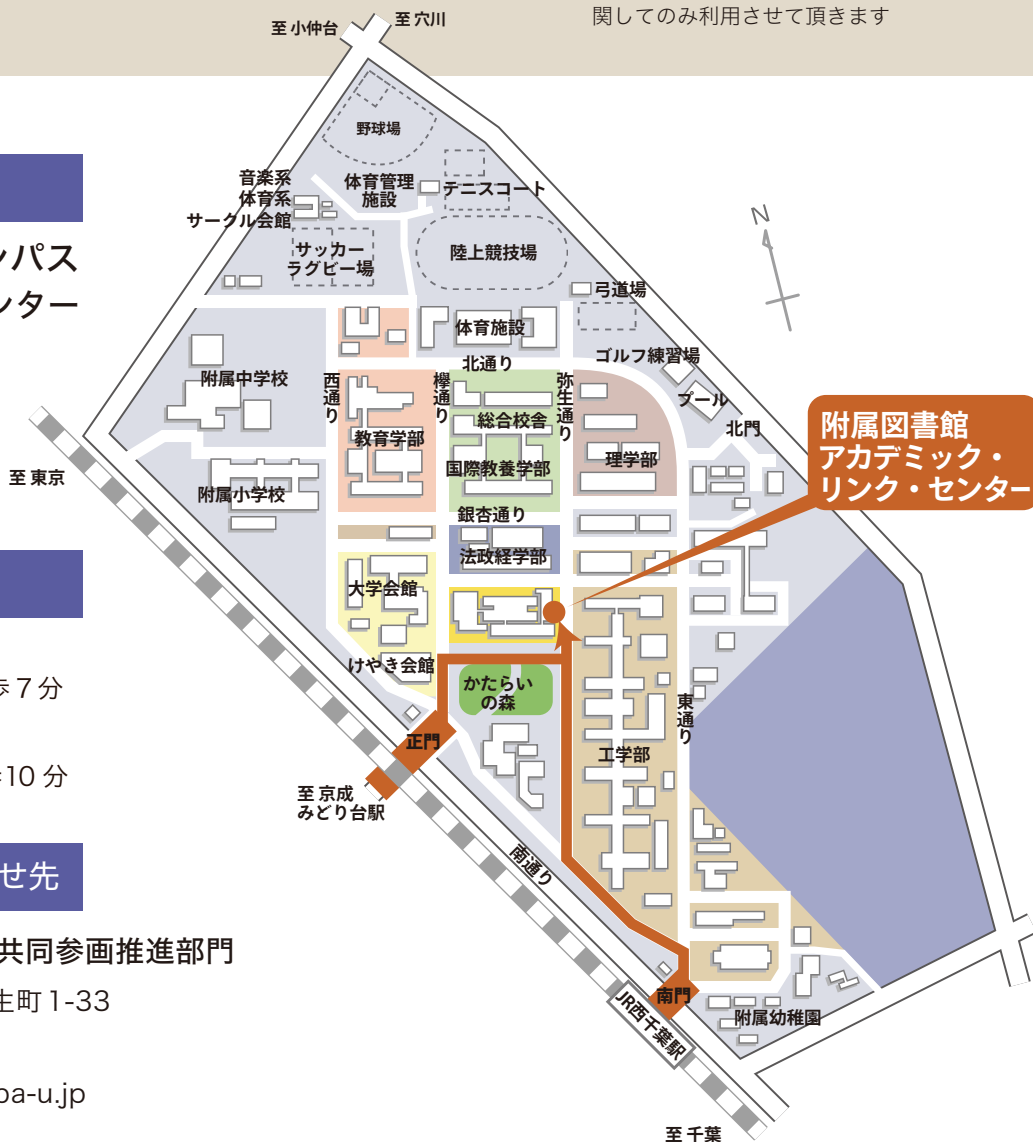 関してのみ利用させて頂きます
至 小仲台
至 穴川
野球場
音楽系
体育系
サークル会館
体育管理
施設
テニスコート
N
ンパス
ンター
サッカー
ラグビー場
陸上競技場
弓道場
体育施設
北通り
ゴルフ練習場
附属中学校
西通り
欅通り
弥生通り
プール
北門
総合校舎
教育学部
国際教養学部
理学部
附属図書館
アカデミック・
リンク・センター
至 東京
附属小学校
銀杏通り
法政経学部
大学会館
けやき会館
かたらい
の森
歩 7 分
東通り
正門
工学部
10 分
至 京成
みどり台駅
南通り
せ先
共同参画推進部門
生町 1-33
南門
JR西千葉駅
附属幼稚園
ba-u.jp
至 千葉